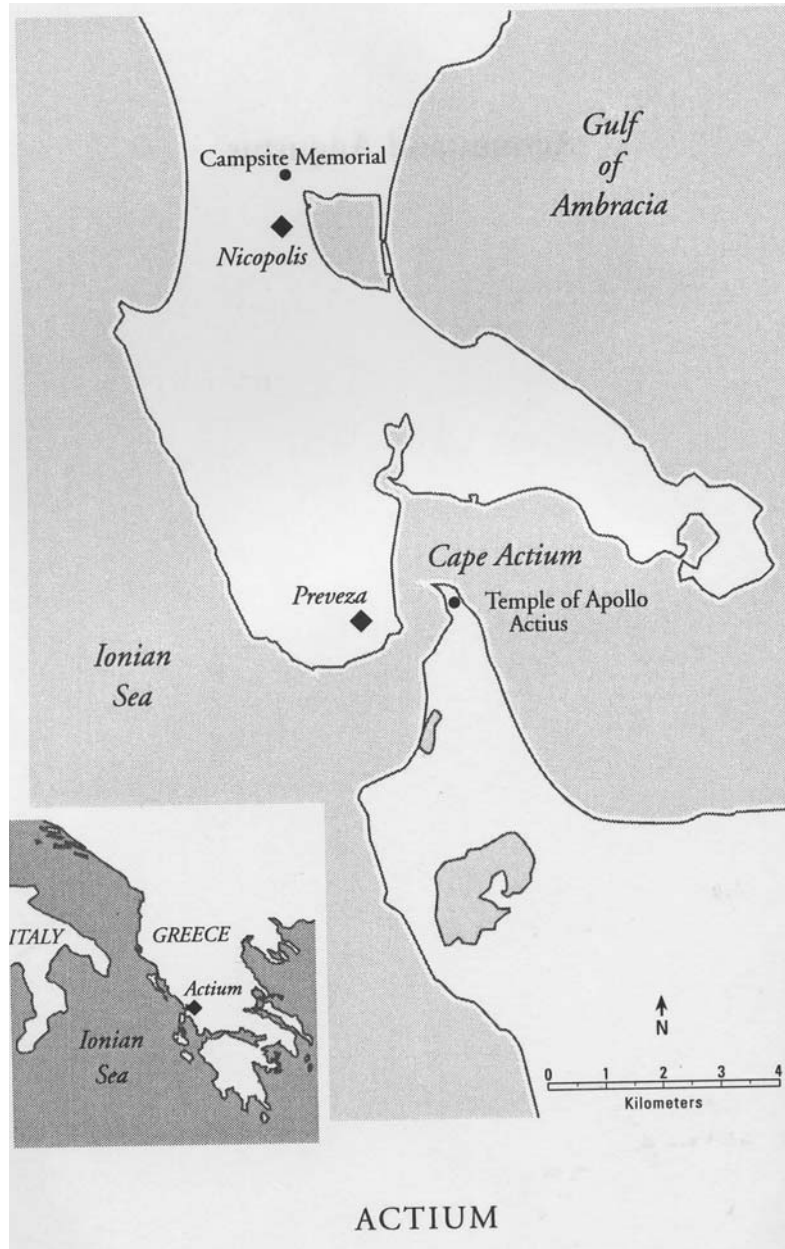 Gulf
of
Ambracia
Campsite Memorial
Nicopolis
Cape Actium
Preveza
Temple of Apollo
Actius
Ionian
Sea
ITALY
GREECE
Actium
Ionian
Sea
N
0 1 2 3 4
Kilometers
ACTIUM